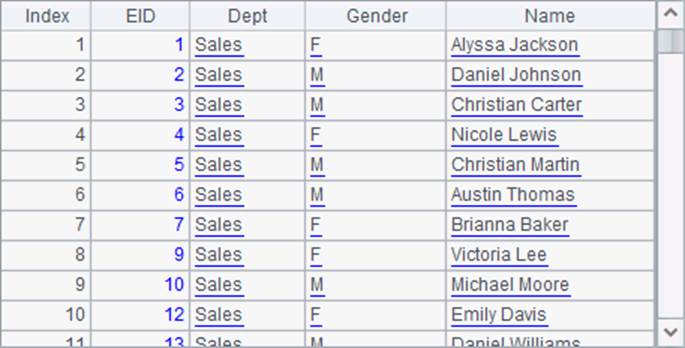 Index EID Dept Gender Name
1 1 Sales F Alyssa Jackson
2 2 Sales M Daniel Johnson
3 3 Sales M Christian Carter
4 4 Sales F Nicole Lewis
5 5 Sales M Christian Martin
6 6 Sales M Austin Thomas
7 7 Sales F Brianna Baker
8 9 Sales F Victoria Lee
9 10 Sales M Michael Moore
10 12 Sales F Emily Davis
11 13 Sales M Daniel Williams